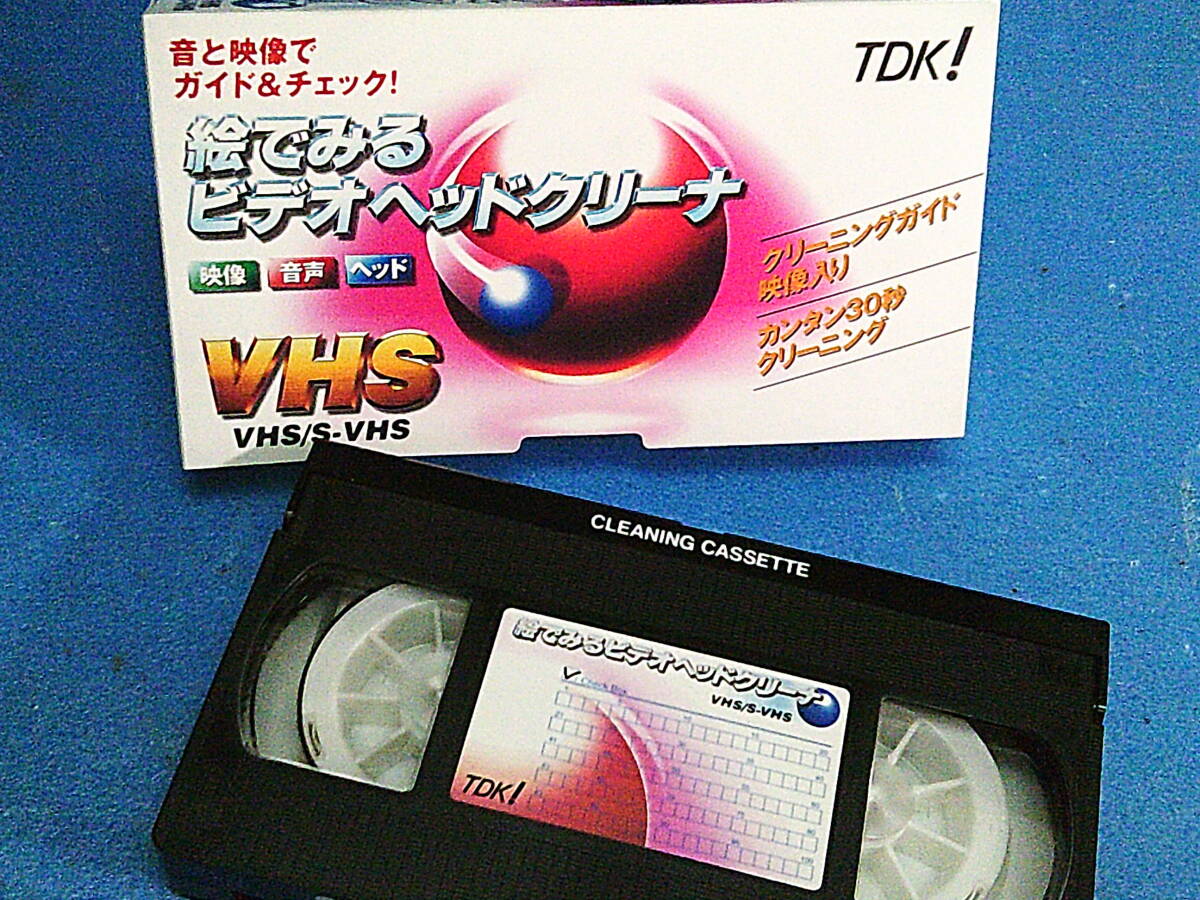 音と映像で
ガイド&チェック!
TDK!
絵でみる
ビデオヘッドクリーナ
映像 音声 ヘッド
クリーニングガイド
映像入り
カンタン30秒
クリーニング
VHS
VHS/S-VHS
CLEANING CASSETTE
絵でみるビデオヘッドクリーナ
Check Box
VHS/S-VHS
TDK!
100